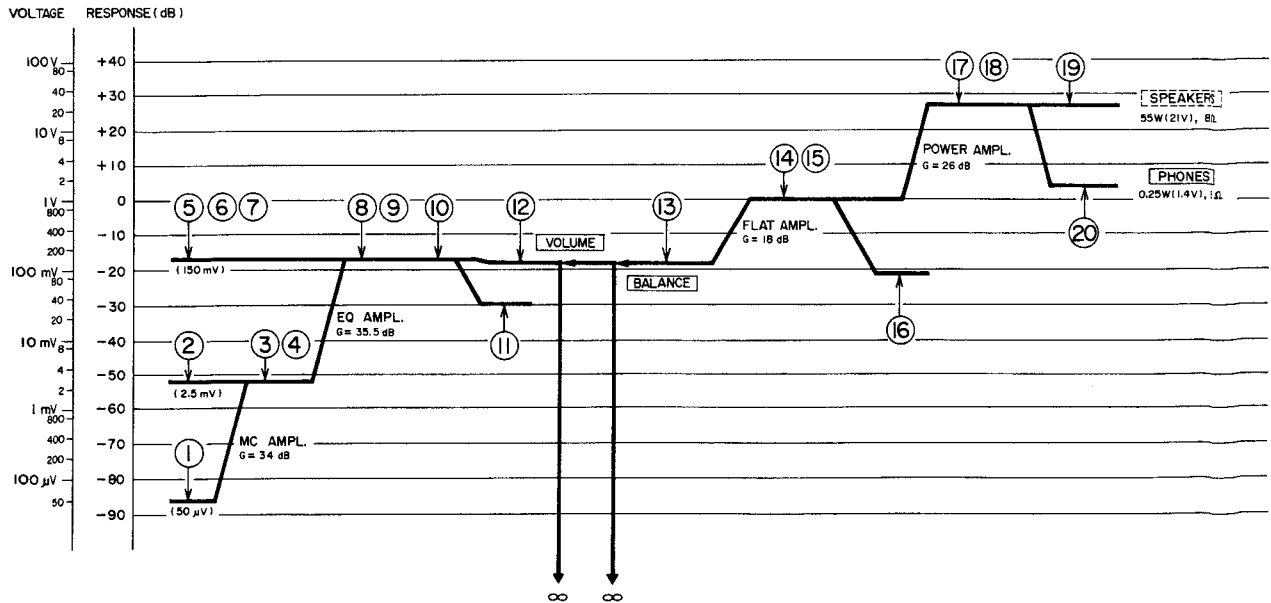 VOLTAGE RESPONSE (dB)
100V +40
80
40 +30
20
10V +20
8
4 +10
2
1V 0
800
400 -10
200
100 mV -20
80
40 -30
20
10 mV -40
8
4 -50
2
1 mV -60
800
400 -70
200
100 µV -80
50
-90
1
(50 µV)
MC AMPL.
G = 34 dB
2
(2.5 mV)
3 4
5 6 7
(150 mV)
EQ AMPL.
G = 35.5 dB
8 9 10
11
12
VOLUME
∞
BALANCE
∞
13
FLAT AMPL.
G = 18 dB
14 15
16
POWER AMPL.
G = 26 dB
17 18 19
SPEAKERS
55W(21V), 8Ω
PHONES
0.25W(1.4V), 1Ω
20